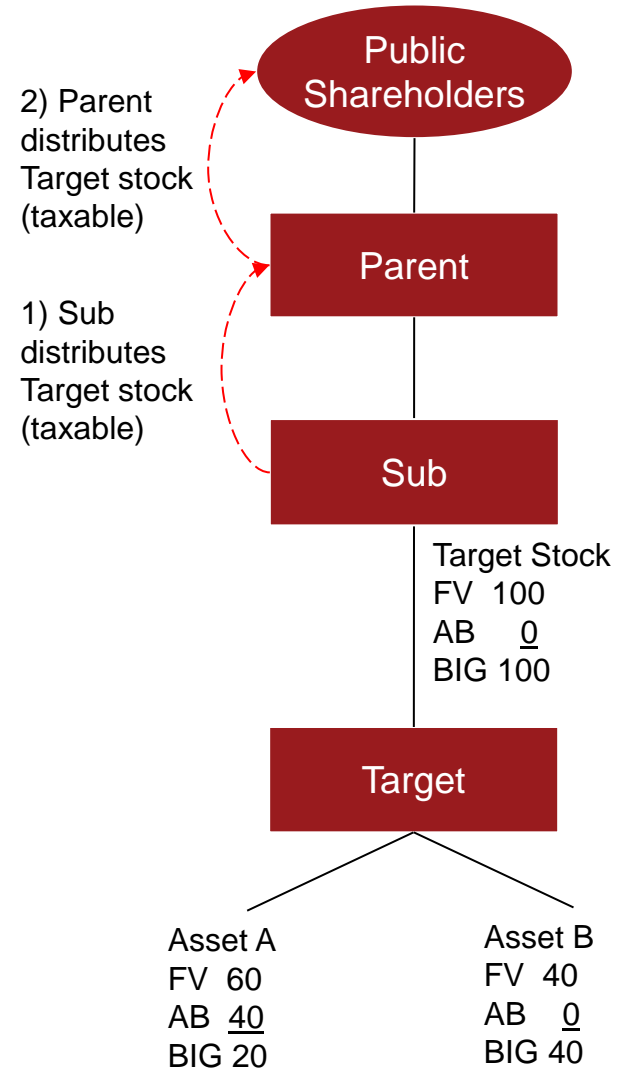 Public
Shareholders
2) Parent
distributes
Target stock
(taxable)
Parent
1) Sub
distributes
Target stock
(taxable)
Sub
Target Stock
FV 100
AB 0
BIG 100
Target
Asset A
FV 60
AB 40
BIG 20
Asset B
FV 40
AB 0
BIG 40